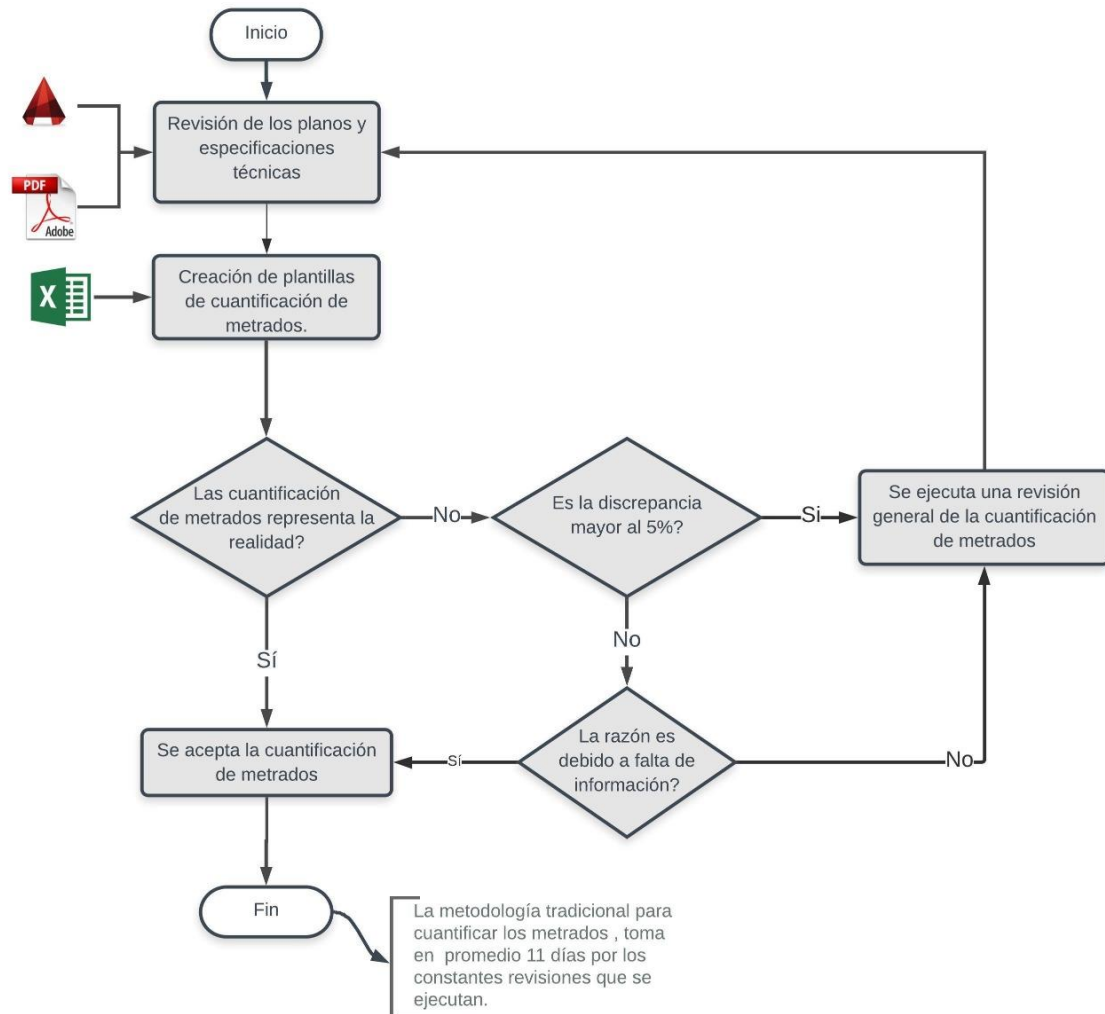 Inicio
Revisión de los planos y
especificaciones
técnicas
PDF
Adobe
Creación de plantillas
de cuantificación de
metrados.
X
Las cuantificación
de metrados representa la
realidad?
No
Es la discrepancia
mayor al 5%?
Si
Se ejecuta una revisión
general de la cuantificación
de metrados
Sí
No
Se acepta la cuantificación
de metrados
Sí
La razón es
debido a falta de
información?
No
Fin
La metodología tradicional para
cuantificar los metrados , toma
en promedio 11 días por los
constantes revisiones que se
ejecutan.